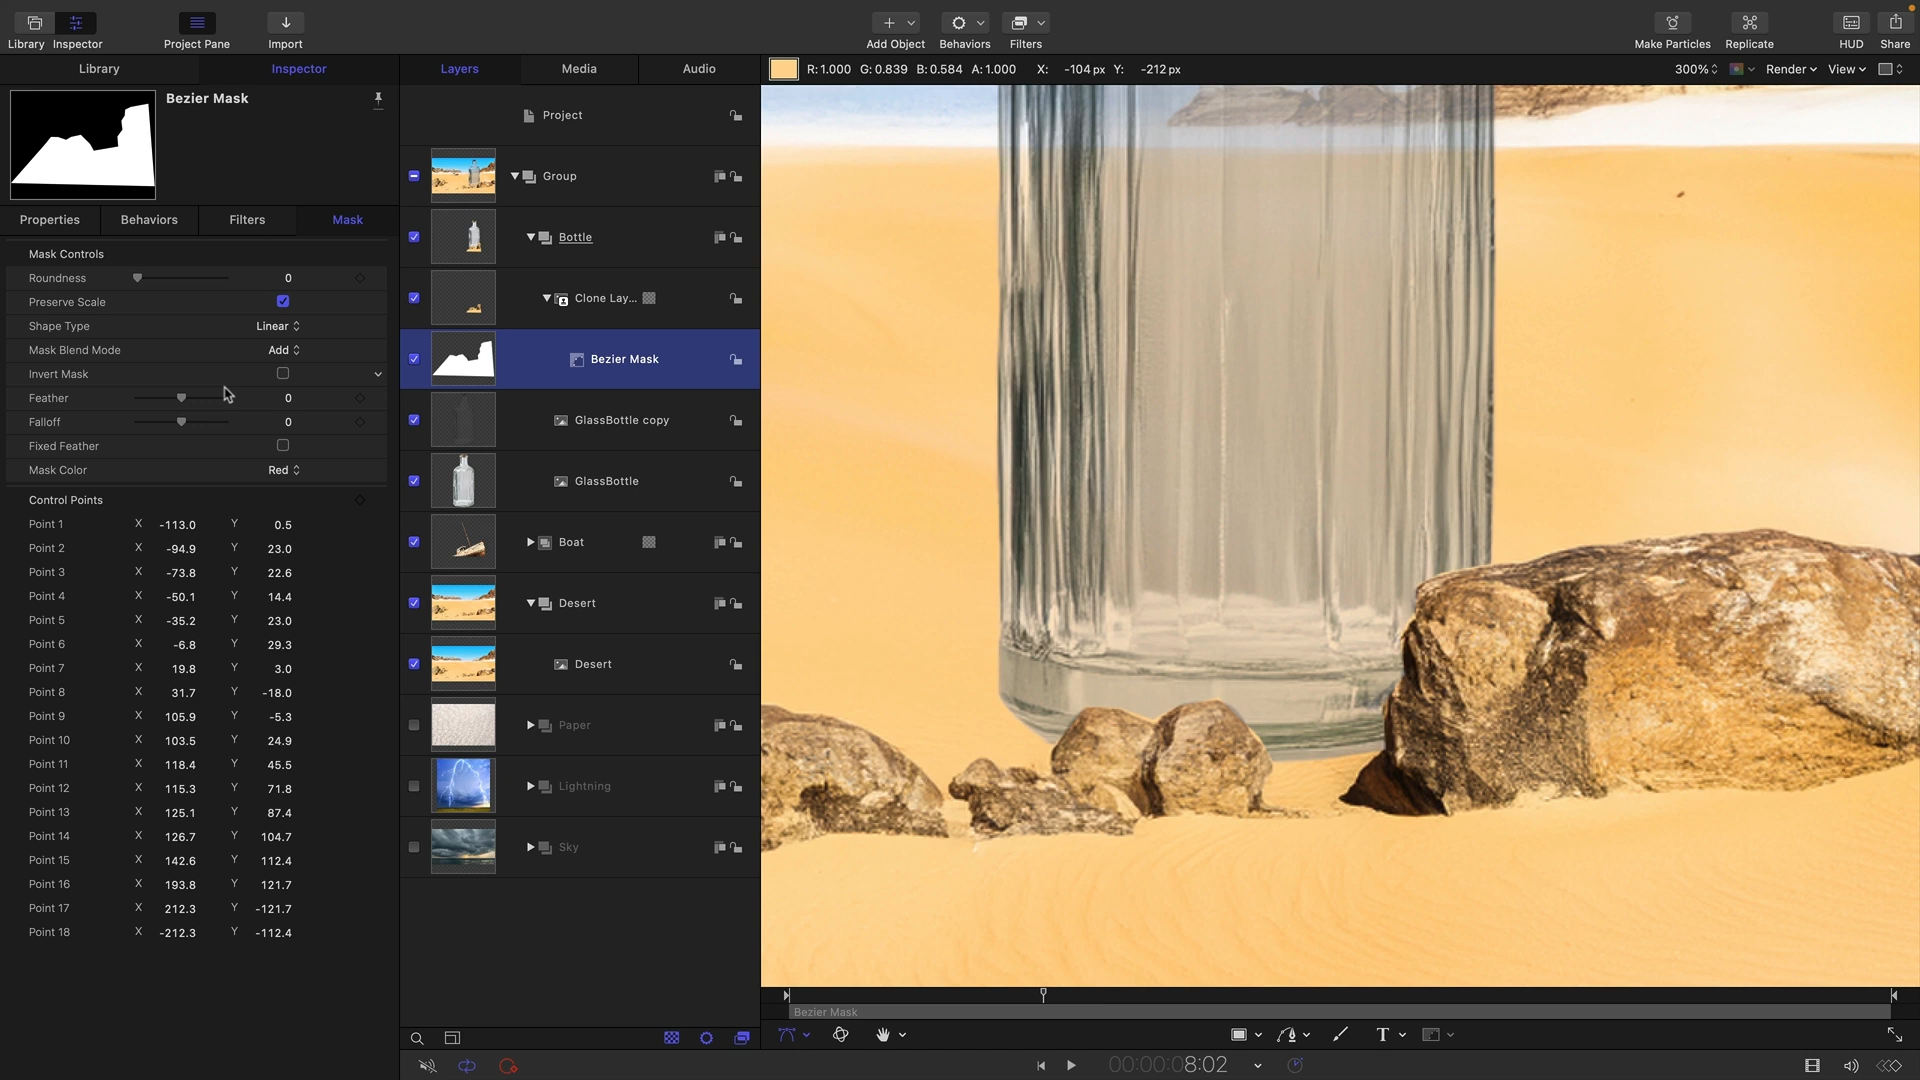 Library Inspector
Project Pane
Import
Add Object
Behaviors
Filters
Make Particles
Replicate
HUD
Share
Library
Inspector
Layers
Media
Audio
R:1.000 G:0.839 B:0.584 A:1.000 X: -104 px Y: -212 px
300%
Render
View
Bezier Mask
Properties
Behaviors
Filters
Mask
Mask Controls
Roundness 0
Preserve Scale
Shape Type Linear
Mask Blend Mode Add
Invert Mask
Feather 0
Falloff 0
Fixed Feather
Mask Color Red
Control Points
Point 1 X -113.0 Y 0.5
Point 2 X -94.9 Y 23.0
Point 3 X -73.8 Y 22.6
Point 4 X -50.1 Y 14.4
Point 5 X -35.2 Y 23.0
Point 6 X -6.8 Y 29.3
Point 7 X 19.8 Y 3.0
Point 8 X 31.7 Y -18.0
Point 9 X 105.9 Y -5.3
Point 10 X 103.5 Y 24.9
Point 11 X 118.4 Y 45.5
Point 12 X 115.3 Y 71.8
Point 13 X 125.1 Y 87.4
Point 14 X 126.7 Y 104.7
Point 15 X 142.6 Y 112.4
Point 16 X 193.8 Y 121.7
Point 17 X 212.3 Y -121.7
Point 18 X -212.3 Y -112.4
Project
Group
Bottle
Clone Lay...
Bezier Mask
GlassBottle copy
GlassBottle
Boat
Desert
Desert
Paper
Lightning
Sky
Bezier Mask
T
00:00:08:02